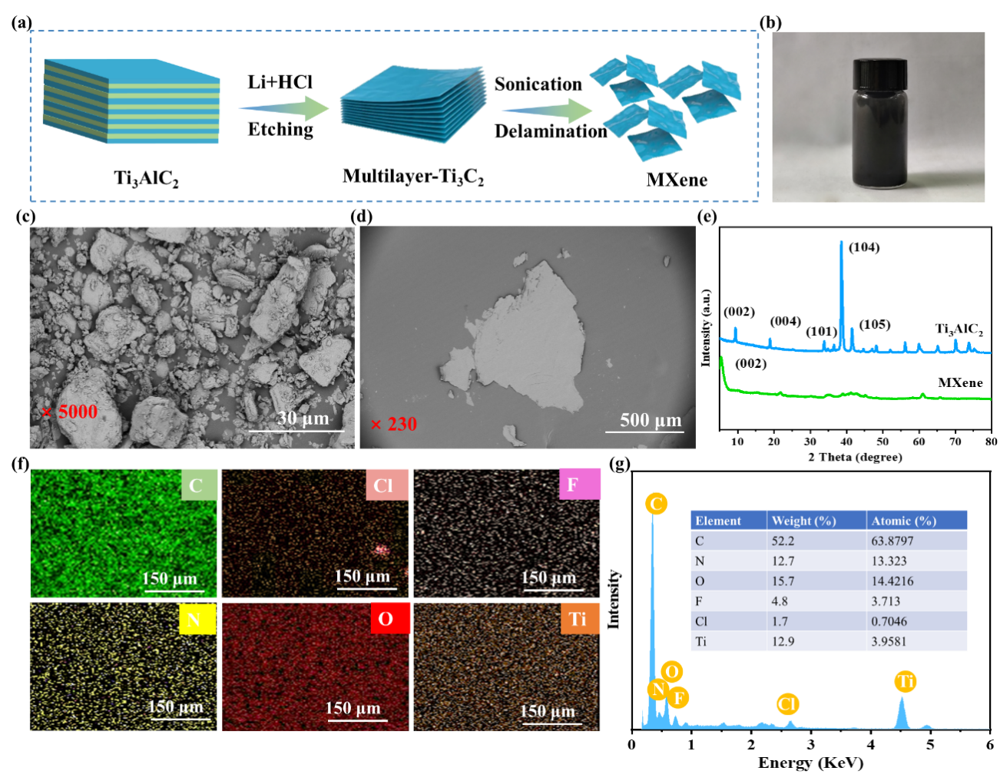 (a)
Li+HCl
Etching
Sonication
Delamination
Ti₃AlC₂
Multilayer-Ti₃C₂
MXene
(b)
(c)
× 5000
30 µm
(d)
× 230
500 µm
(e)
Intensity (a.u.)
(104)
(002)
(004)
(101)
(105)
Ti₃AlC₂
(002)
MXene
10 20 30 40 50 60 70 80
2 Theta (degree)
(f)
C
150 µm
Cl
150 µm
F
150 µm
N
150 µm
O
150 µm
Ti
150 µm
(g)
Intensity
C
N
O
F
Cl
Ti
Element Weight (%) Atomic (%)
C 52.2 63.8797
N 12.7 13.323
O 15.7 14.4216
F 4.8 3.713
Cl 1.7 0.7046
Ti 12.9 3.9581
0 1 2 3 4 5 6
Energy (KeV)